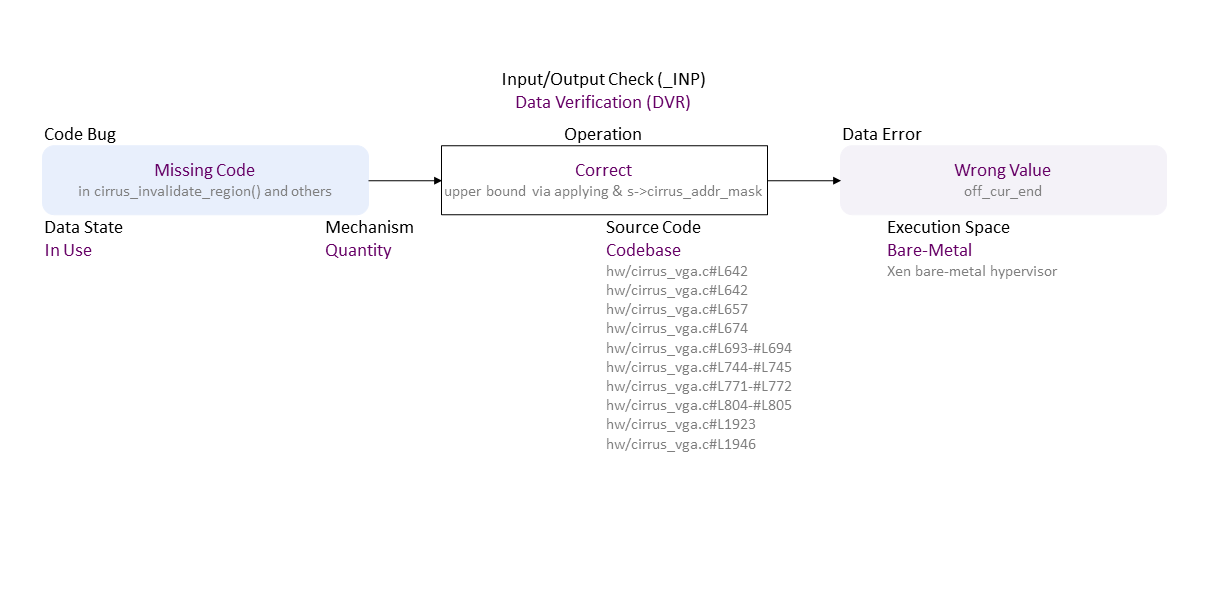 Input/Output Check (_INP)
Data Verification (DVR)
Code Bug
Operation
Data Error
Missing Code
in cirrus_invalidate_region() and others
Correct
upper bound via applying & s->cirrus_addr_mask
Wrong Value
off_cur_end
Data State
In Use
Mechanism
Quantity
Source Code
Codebase
hw/cirrus_vga.c#L642
hw/cirrus_vga.c#L642
hw/cirrus_vga.c#L657
hw/cirrus_vga.c#L674
hw/cirrus_vga.c#L693-#L694
hw/cirrus_vga.c#L744-#L745
hw/cirrus_vga.c#L771-#L772
hw/cirrus_vga.c#L804-#L805
hw/cirrus_vga.c#L1923
hw/cirrus_vga.c#L1946
Execution Space
Bare-Metal
Xen bare-metal hypervisor